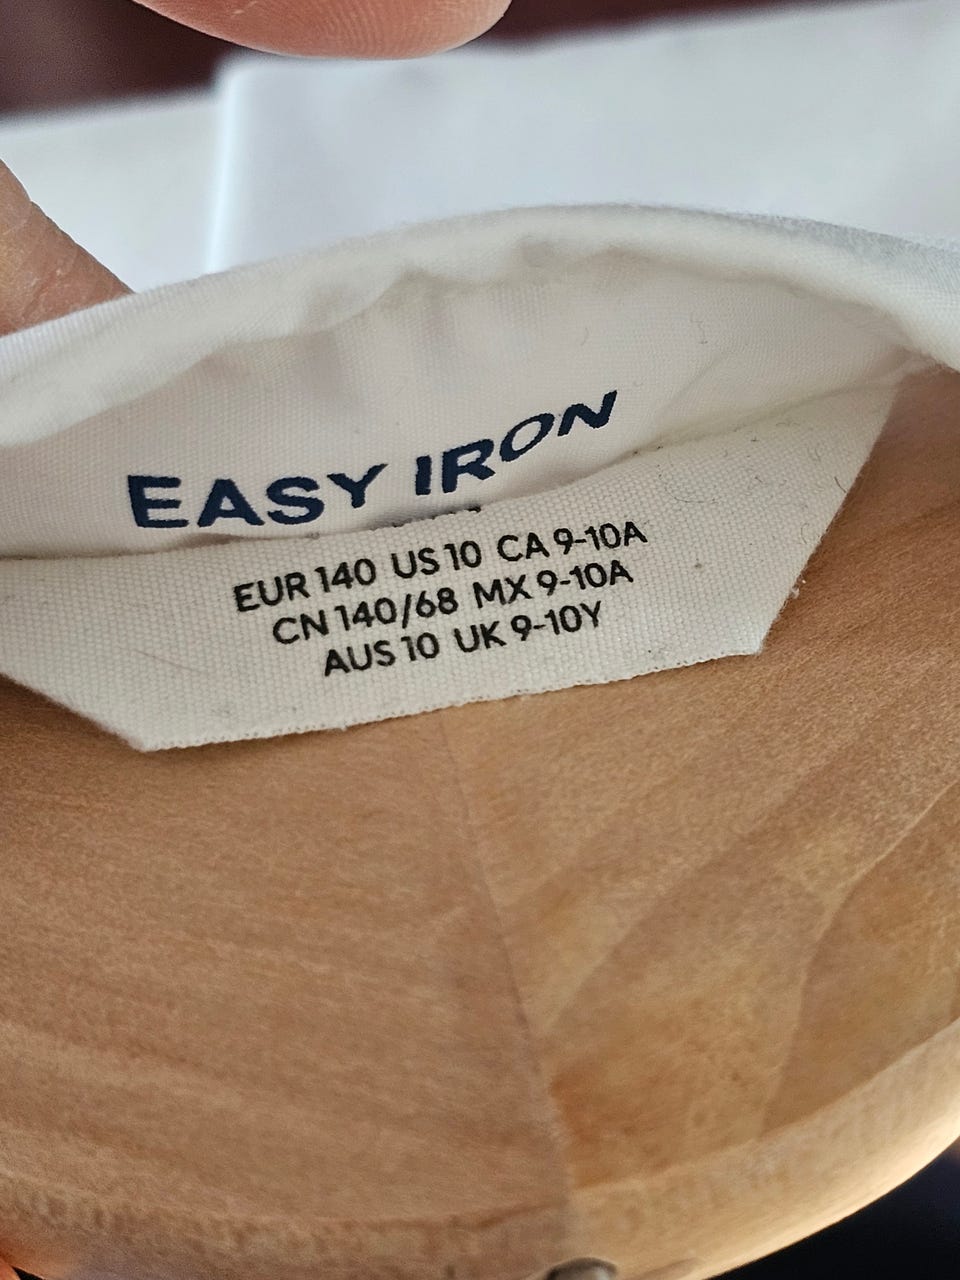 EASY IRON
EUR 140 US 10 CA 9-10A
CN 140/68 MX 9-10A
AUS 10 UK 9-10Y